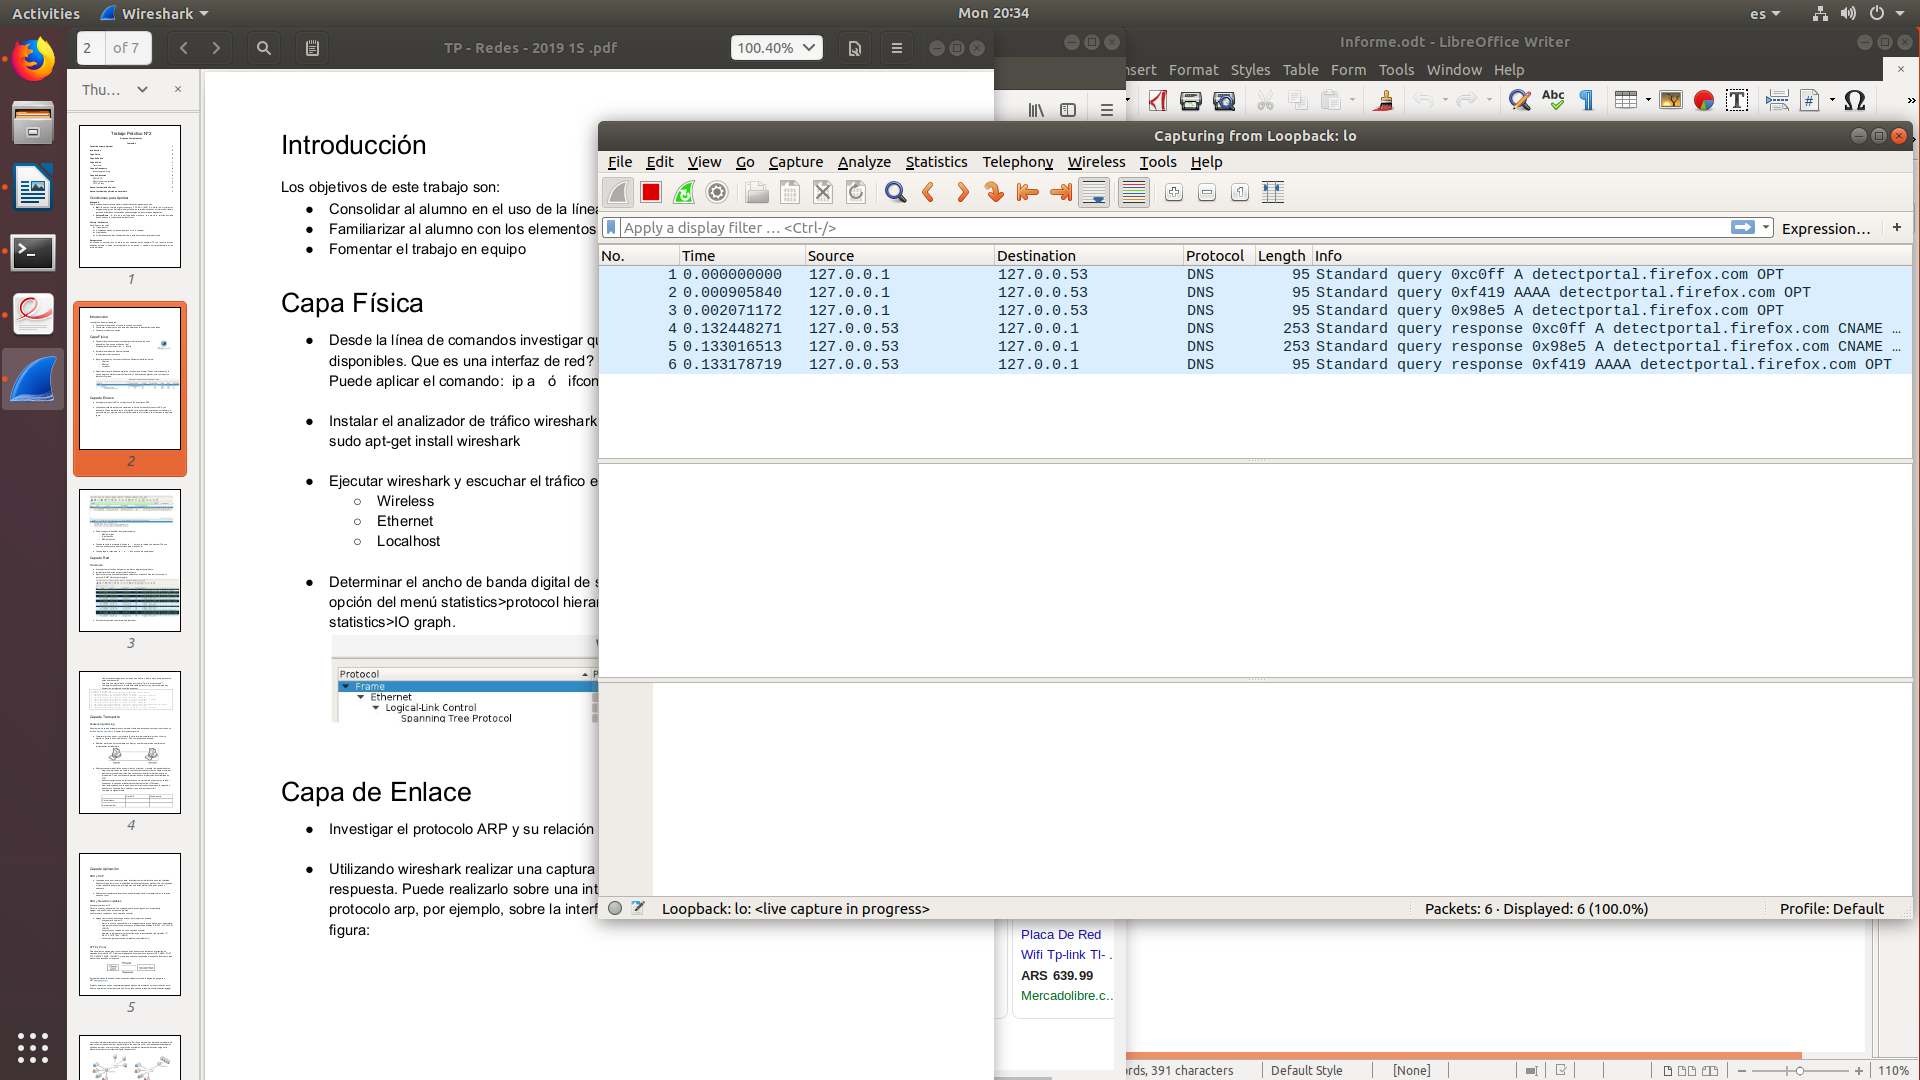 Activities
Wireshark
Mon 20:34
es
2 of 7
TP - Redes - 2019 1S .pdf
100.40%
Thu...
1
2
3
4
5
Introducción
Los objetivos de este trabajo son:
● Consolidar al alumno en el uso de la línea
● Familiarizar al alumno con los elementos
● Fomentar el trabajo en equipo
Capa Física
● Desde la línea de comandos investigar qu
disponibles. Que es una interfaz de red?
Puede aplicar el comando: ip a ó ifcon
● Instalar el analizador de tráfico wireshark
sudo apt-get install wireshark
● Ejecutar wireshark y escuchar el tráfico e
○ Wireless
○ Ethernet
○ Localhost
● Determinar el ancho de banda digital de s
opción del menú statistics>protocol hierar
statistics>IO graph.
Protocol
Frame
Ethernet
Logical-Link Control
Spanning Tree Protocol
Capa de Enlace
● Investigar el protocolo ARP y su relación
● Utilizando wireshark realizar una captura
respuesta. Puede realizarlo sobre una int
protocolo arp, por ejemplo, sobre la interf
figura:
Informe.odt - LibreOffice Writer
nsert Format Styles Table Form Tools Window Help
Capturing from Loopback: lo
File Edit View Go Capture Analyze Statistics Telephony Wireless Tools Help
Apply a display filter … <Ctrl-/>
Expression… +
No. Time Source Destination Protocol Length Info
1 0.000000000 127.0.0.1 127.0.0.53 DNS 95 Standard query 0xc0ff A detectportal.firefox.com OPT
2 0.000905840 127.0.0.1 127.0.0.53 DNS 95 Standard query 0xf419 AAAA detectportal.firefox.com OPT
3 0.002071172 127.0.0.1 127.0.0.53 DNS 95 Standard query 0x98e5 A detectportal.firefox.com OPT
4 0.132448271 127.0.0.53 127.0.0.1 DNS 253 Standard query response 0xc0ff A detectportal.firefox.com CNAME …
5 0.133016513 127.0.0.53 127.0.0.1 DNS 253 Standard query response 0x98e5 A detectportal.firefox.com CNAME …
6 0.133178719 127.0.0.53 127.0.0.1 DNS 95 Standard query response 0xf419 AAAA detectportal.firefox.com OPT
Loopback: lo: <live capture in progress>
Packets: 6 · Displayed: 6 (100.0%)
Profile: Default
Placa De Red
Wifi Tp-link Tl- .
ARS 639.99
Mercadolibre.c...
rds, 391 characters
Default Style
[None]
110%